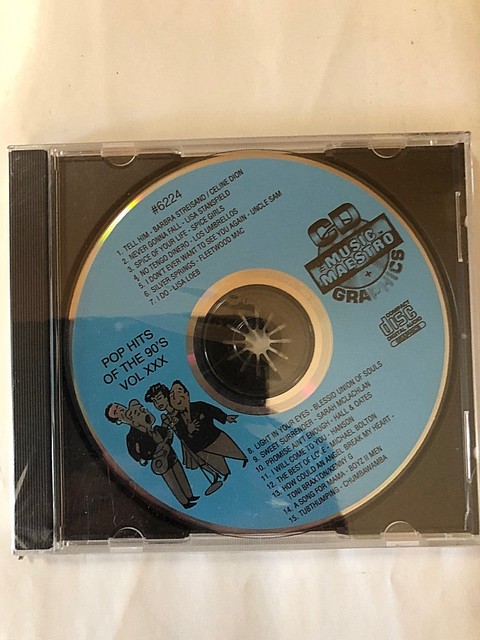 #6224
1. TELL HIM - BARBRA STREISAND / CELINE DION
2. NEVER GONNA FALL - LISA STANSFIELD
3. SPICE UP YOUR LIFE - SPICE GIRLS
4. NO TENGO DINERO - LOS UMBRELLOS
5. I DON'T EVER WANT TO SEE YOU AGAIN - UNCLE SAM
6. SILVER SPRINGS - FLEETWOOD MAC
7. I DO - LISA LOEB
CD
MUSIC
MAESTRO
+
GRAPHICS
COMPACT
disc
DIGITAL AUDIO
POP HITS
OF THE 90'S
VOL XXX
8. LIGHT IN YOUR EYES - BLESSID UNION OF SOULS
9. SWEET SURRENDER - SARAH MCLACHLAN
10. PROMISE AIN'T ENOUGH - HALL & OATES
11. I WILL COME TO YOU - HANSON
12. THE BEST OF LOVE - MICHAEL BOLTON
13. HOW COULD AN ANGEL BREAK MY HEART -
TONI BRAXTON/KENNY G
14. A SONG FOR MAMA - BOYZ II MEN
15. TUBTHUMPING - CHUMBAWAMBA